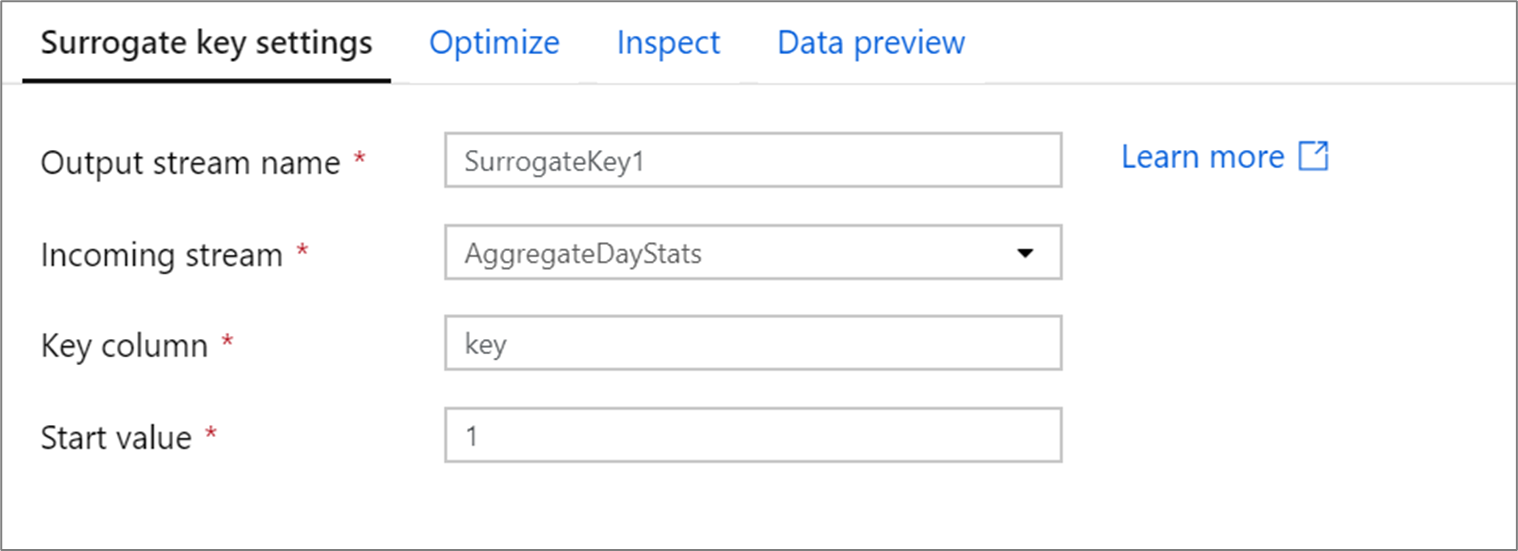 Surrogate key settings Optimize Inspect Data preview
Output stream name * SurrogateKey1 Learn more
Incoming stream * AggregateDayStats
Key column * key
Start value * 1